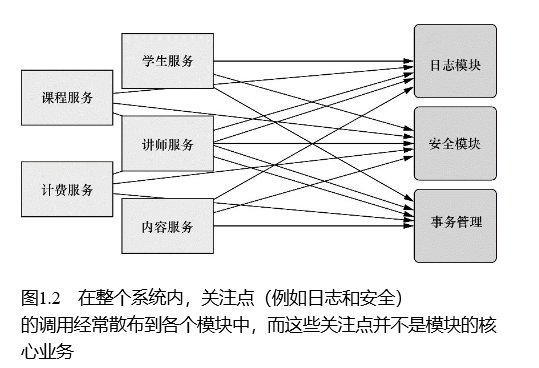 学生服务
日志模块
课程服务
讲师服务
安全模块
计费服务
内容服务
事务管理
图1.2 在整个系统内，关注点（例如日志和安全）
的调用经常散布到各个模块中，而这些关注点并不是模块的核
心业务